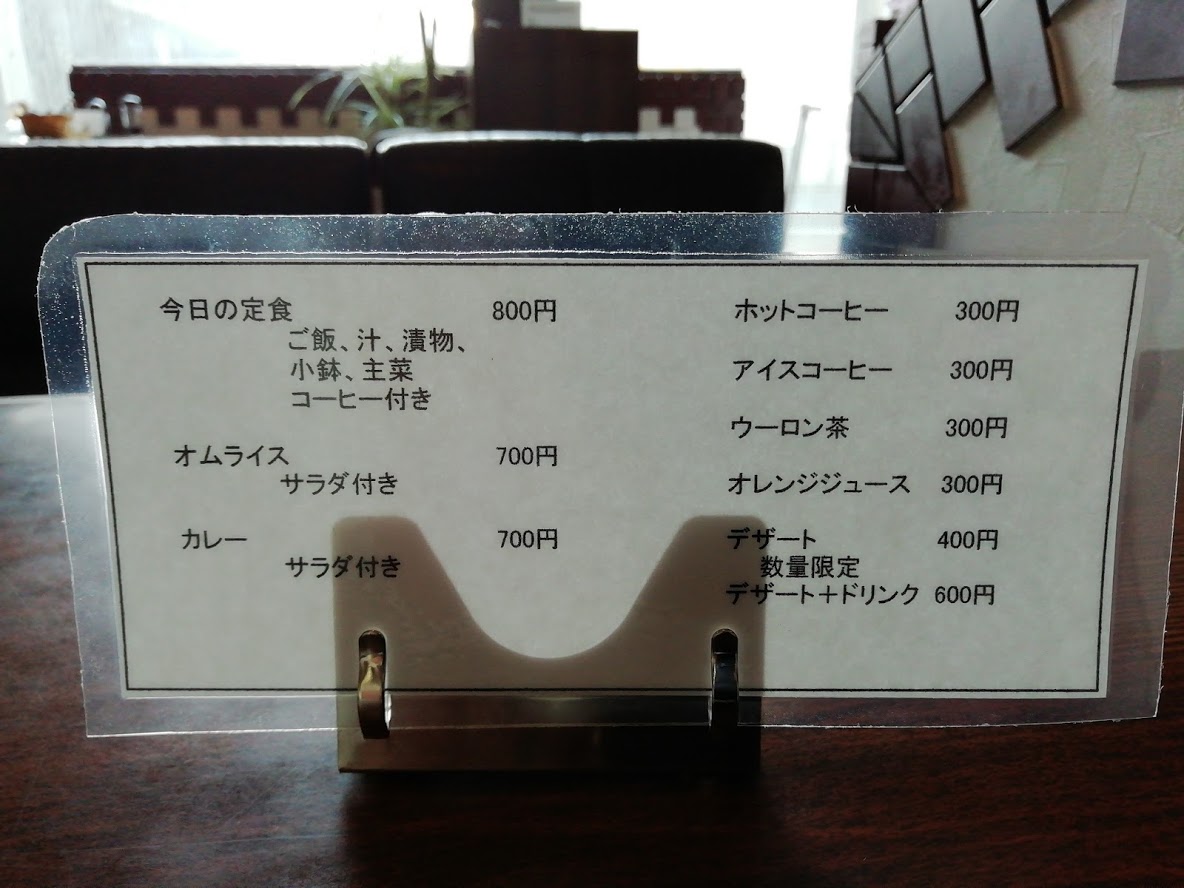 今日の定食 800円
ご飯、汁、漬物、
小鉢、主菜
コーヒー付き
オムライス 700円
サラダ付き
カレー 700円
サラダ付き
ホットコーヒー 300円
アイスコーヒー 300円
ウーロン茶 300円
オレンジジュース 300円
デザート 400円
数量限定
デザート＋ドリンク 600円